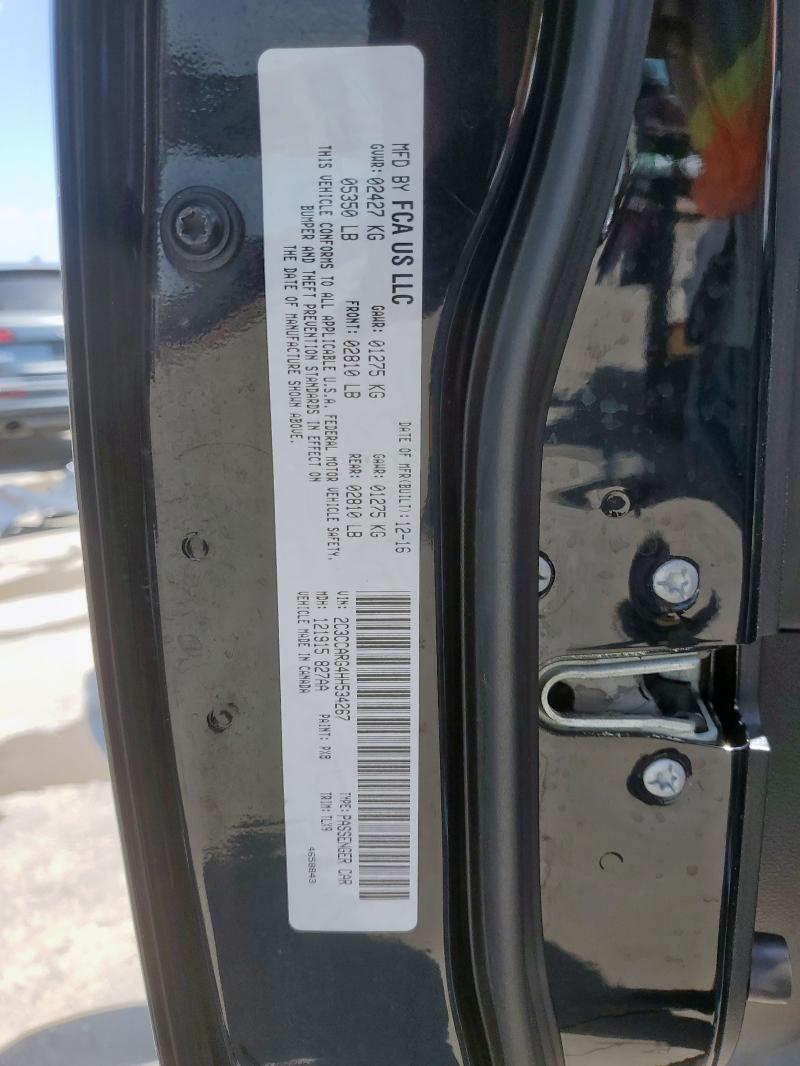 MFD BY FCA US LLC
DATE OF MFR(BUILT): 12-16
GVWR: 02427 KG GAWR: 01275 KG GAWR: 01275 KG
05350 LB FRONT: 02810 LB REAR: 02810 LB
THIS VEHICLE CONFORMS TO ALL APPLICABLE U.S.A. FEDERAL MOTOR VEHICLE SAFETY,
BUMPER AND THEFT PREVENTION STANDARDS IN EFFECT ON
THE DATE OF MANUFACTURE SHOWN ABOVE.
VIN: 2C3CCARG4HH534267 TYPE: PASSENGER CAR
MDH: 121915 827AA PAINT: PX8 TRIM: TLX9
VEHICLE MADE IN CANADA 4658843